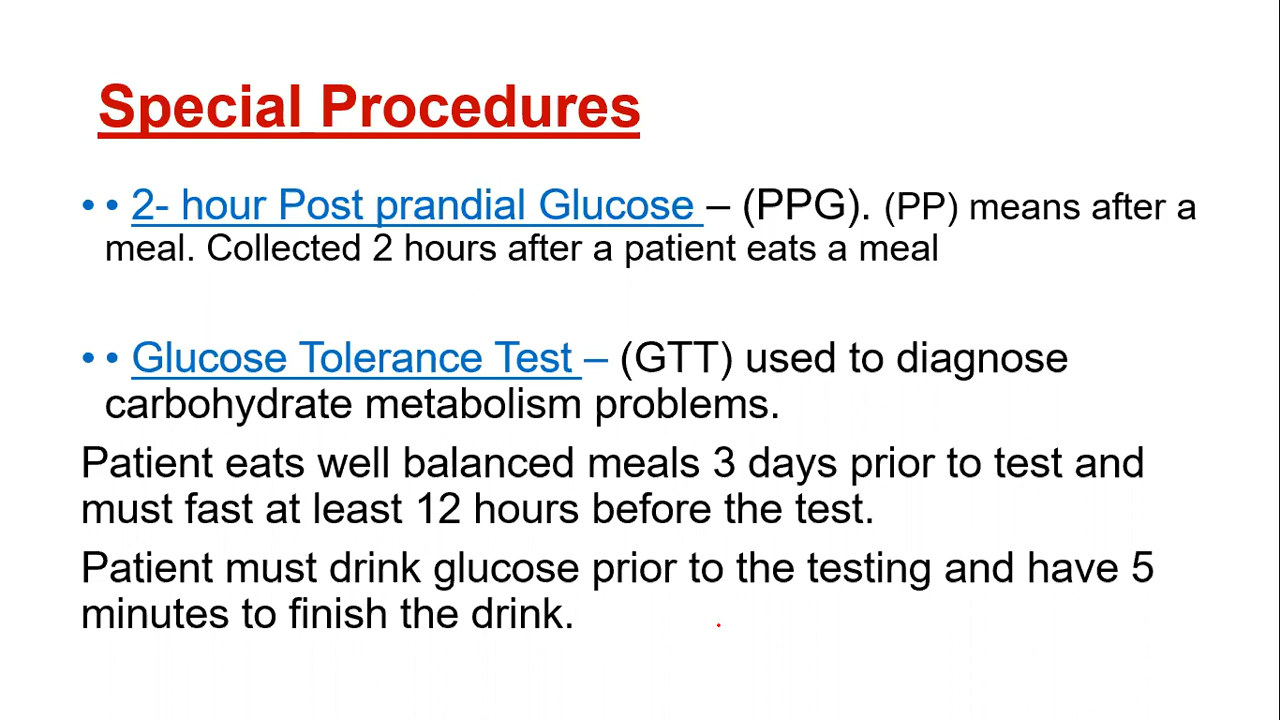 Special Procedures
• • 2- hour Post prandial Glucose – (PPG). (PP) means after a
meal. Collected 2 hours after a patient eats a meal
• • Glucose Tolerance Test – (GTT) used to diagnose
carbohydrate metabolism problems.
Patient eats well balanced meals 3 days prior to test and
must fast at least 12 hours before the test.
Patient must drink glucose prior to the testing and have 5
minutes to finish the drink.